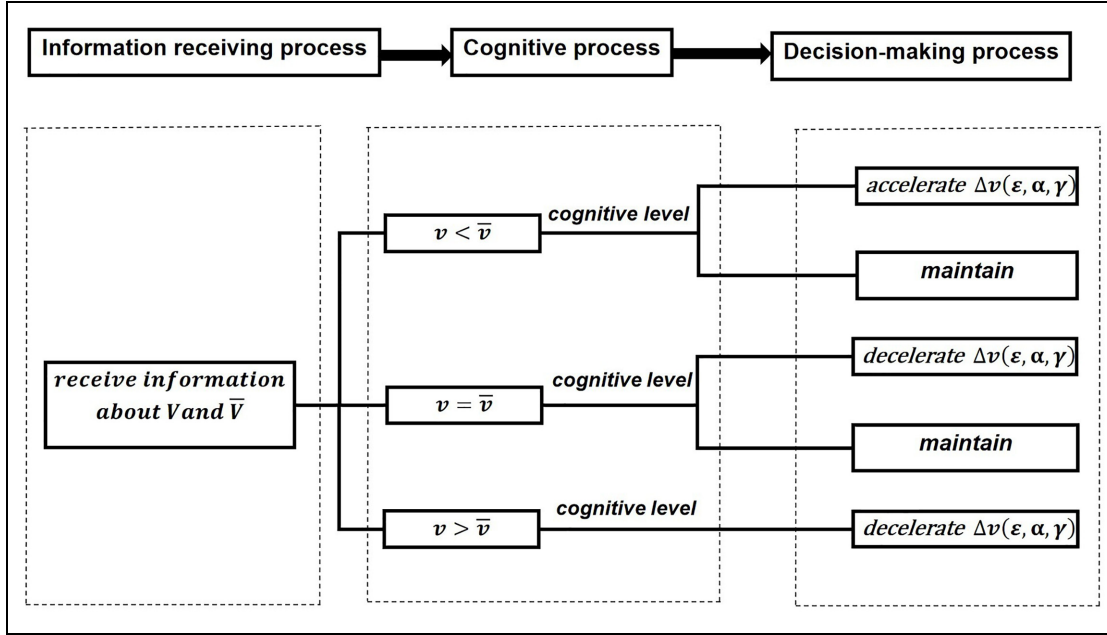 Information receiving process
Cognitive process
Decision-making process
receive information
about Vand V̅
v < v̅
cognitive level
accelerate Δv(ε, α, γ)
maintain
v = v̅
cognitive level
decelerate Δv(ε, α, γ)
maintain
v > v̅
cognitive level
decelerate Δv(ε, α, γ)